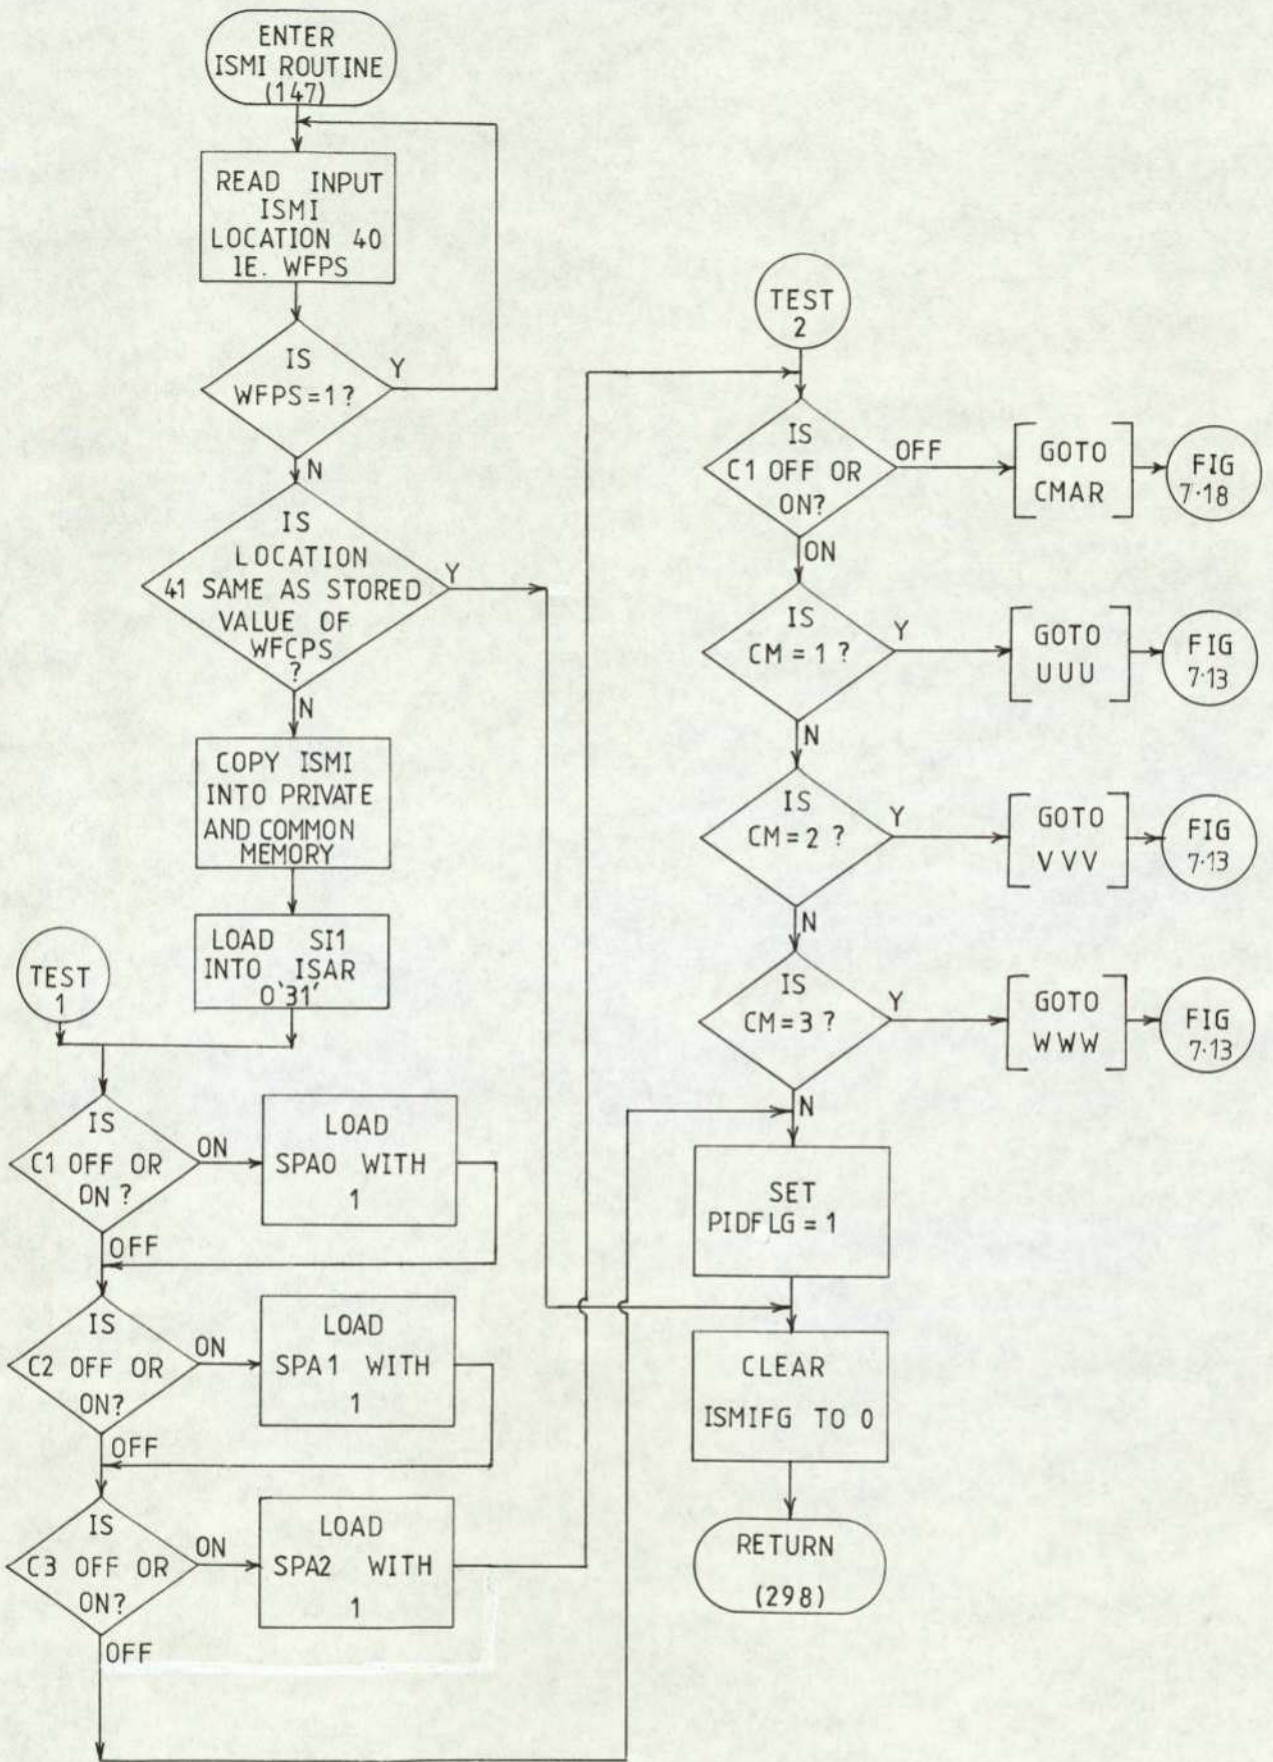 ENTER
ISMI ROUTINE
(147)
READ INPUT
ISMI
LOCATION 40
IE. WFPS
IS
WFPS=1?
Y
N
IS
LOCATION
41 SAME AS STORED
VALUE OF
WFCPS
?
Y
N
COPY ISMI
INTO PRIVATE
AND COMMON
MEMORY
LOAD SI1
INTO ISAR
O'31'
TEST
1
IS
C1 OFF OR
ON?
ON
LOAD
SPA0 WITH
1
OFF
IS
C2 OFF OR
ON?
ON
LOAD
SPA1 WITH
1
OFF
IS
C3 OFF OR
ON?
ON
LOAD
SPA2 WITH
1
OFF
TEST
2
IS
C1 OFF OR
ON?
OFF
GOTO
CMAR
FIG
7·18
ON
IS
CM = 1 ?
Y
GOTO
UUU
FIG
7·13
N
IS
CM = 2 ?
Y
GOTO
VVV
FIG
7·13
N
IS
CM = 3 ?
Y
GOTO
WWW
FIG
7·13
N
SET
PIDFLG = 1
CLEAR
ISMIFG TO 0
RETURN
(298)